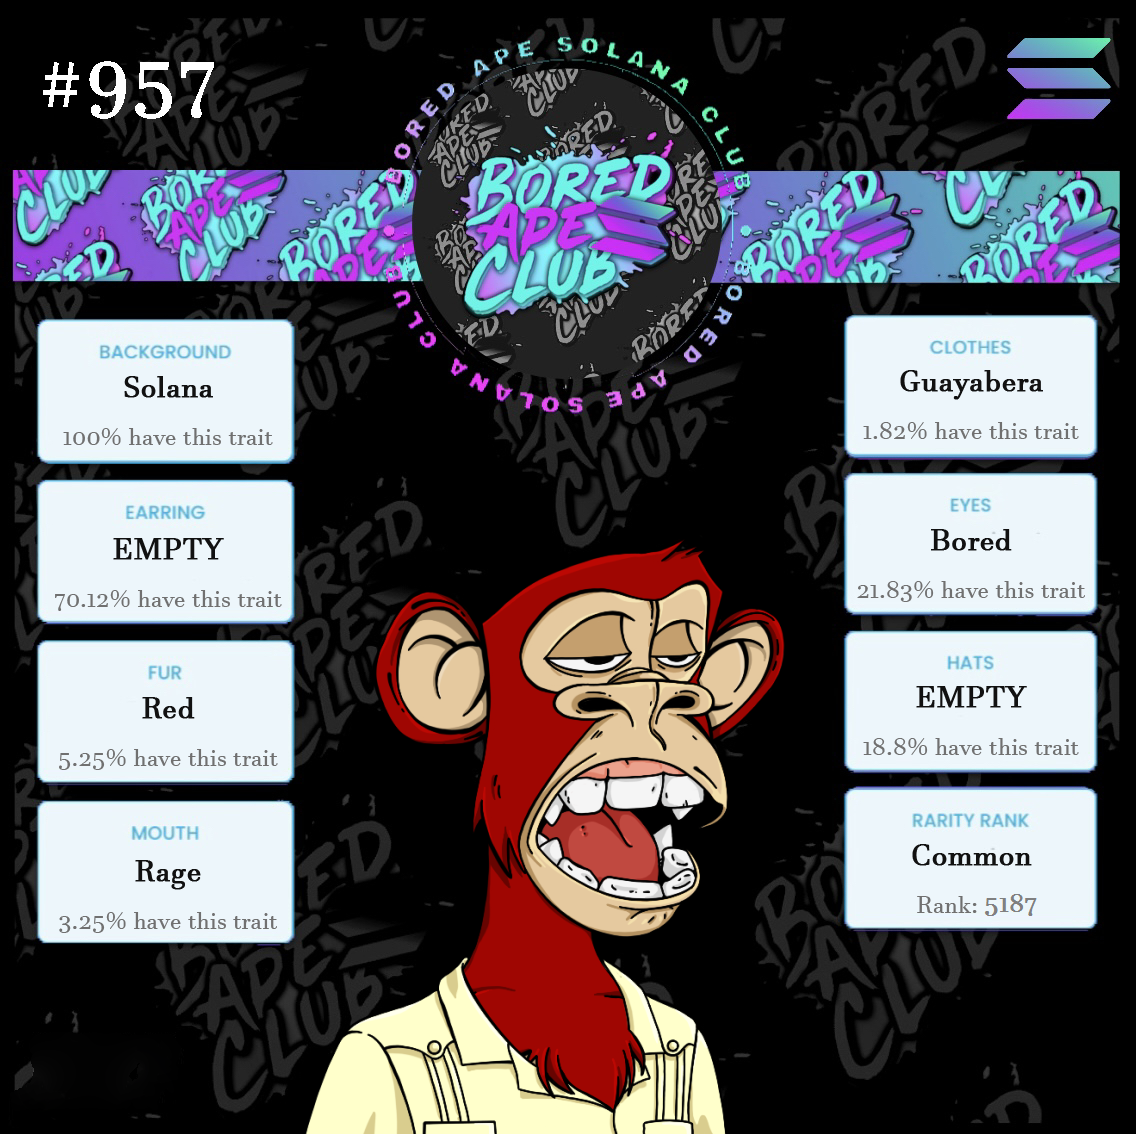 #957
BORED APE SOLANA CLUB
BORED APE SOLANA CLUB
BORED
APE
CLUB
BACKGROUND
Solana
100% have this trait
EARRING
EMPTY
70.12% have this trait
FUR
Red
5.25% have this trait
MOUTH
Rage
3.25% have this trait
CLOTHES
Guayabera
1.82% have this trait
EYES
Bored
21.83% have this trait
HATS
EMPTY
18.8% have this trait
RARITY RANK
Common
Rank: 5187